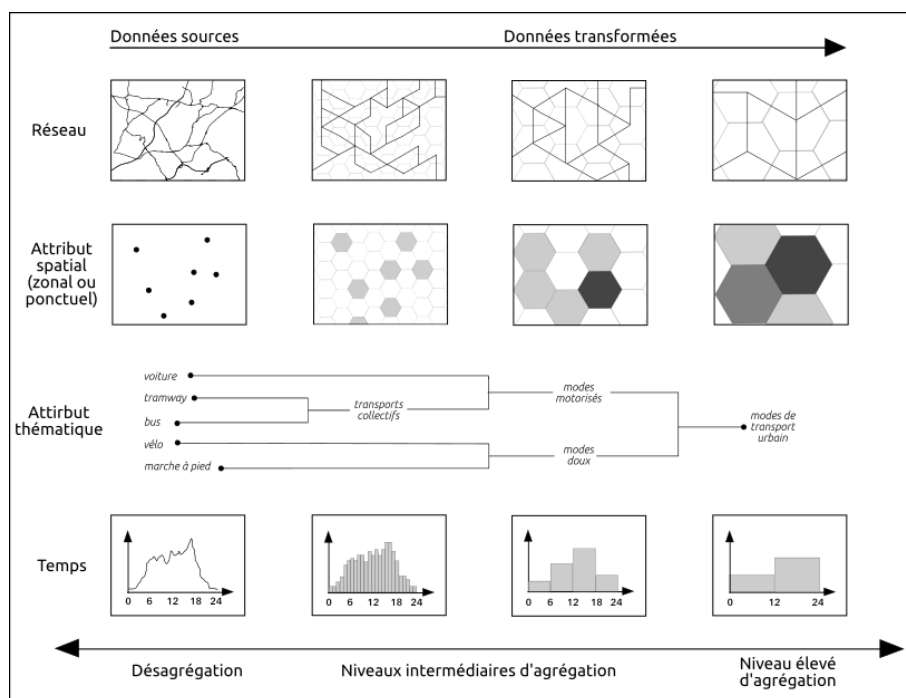 Données sources
Données transformées
Réseau
Attribut
spatial
(zonal ou
ponctuel)
Attirbut
thématique
voiture
tramway
bus
vélo
marche à pied
transports
collectifs
modes
motorisés
modes
doux
modes de
transport
urbain
Temps
0 6 12 18 24
0 6 12 18 24
0 6 12 18 24
0 12 24
Désagrégation
Niveaux intermédiaires d'agrégation
Niveau élevé
d'agrégation